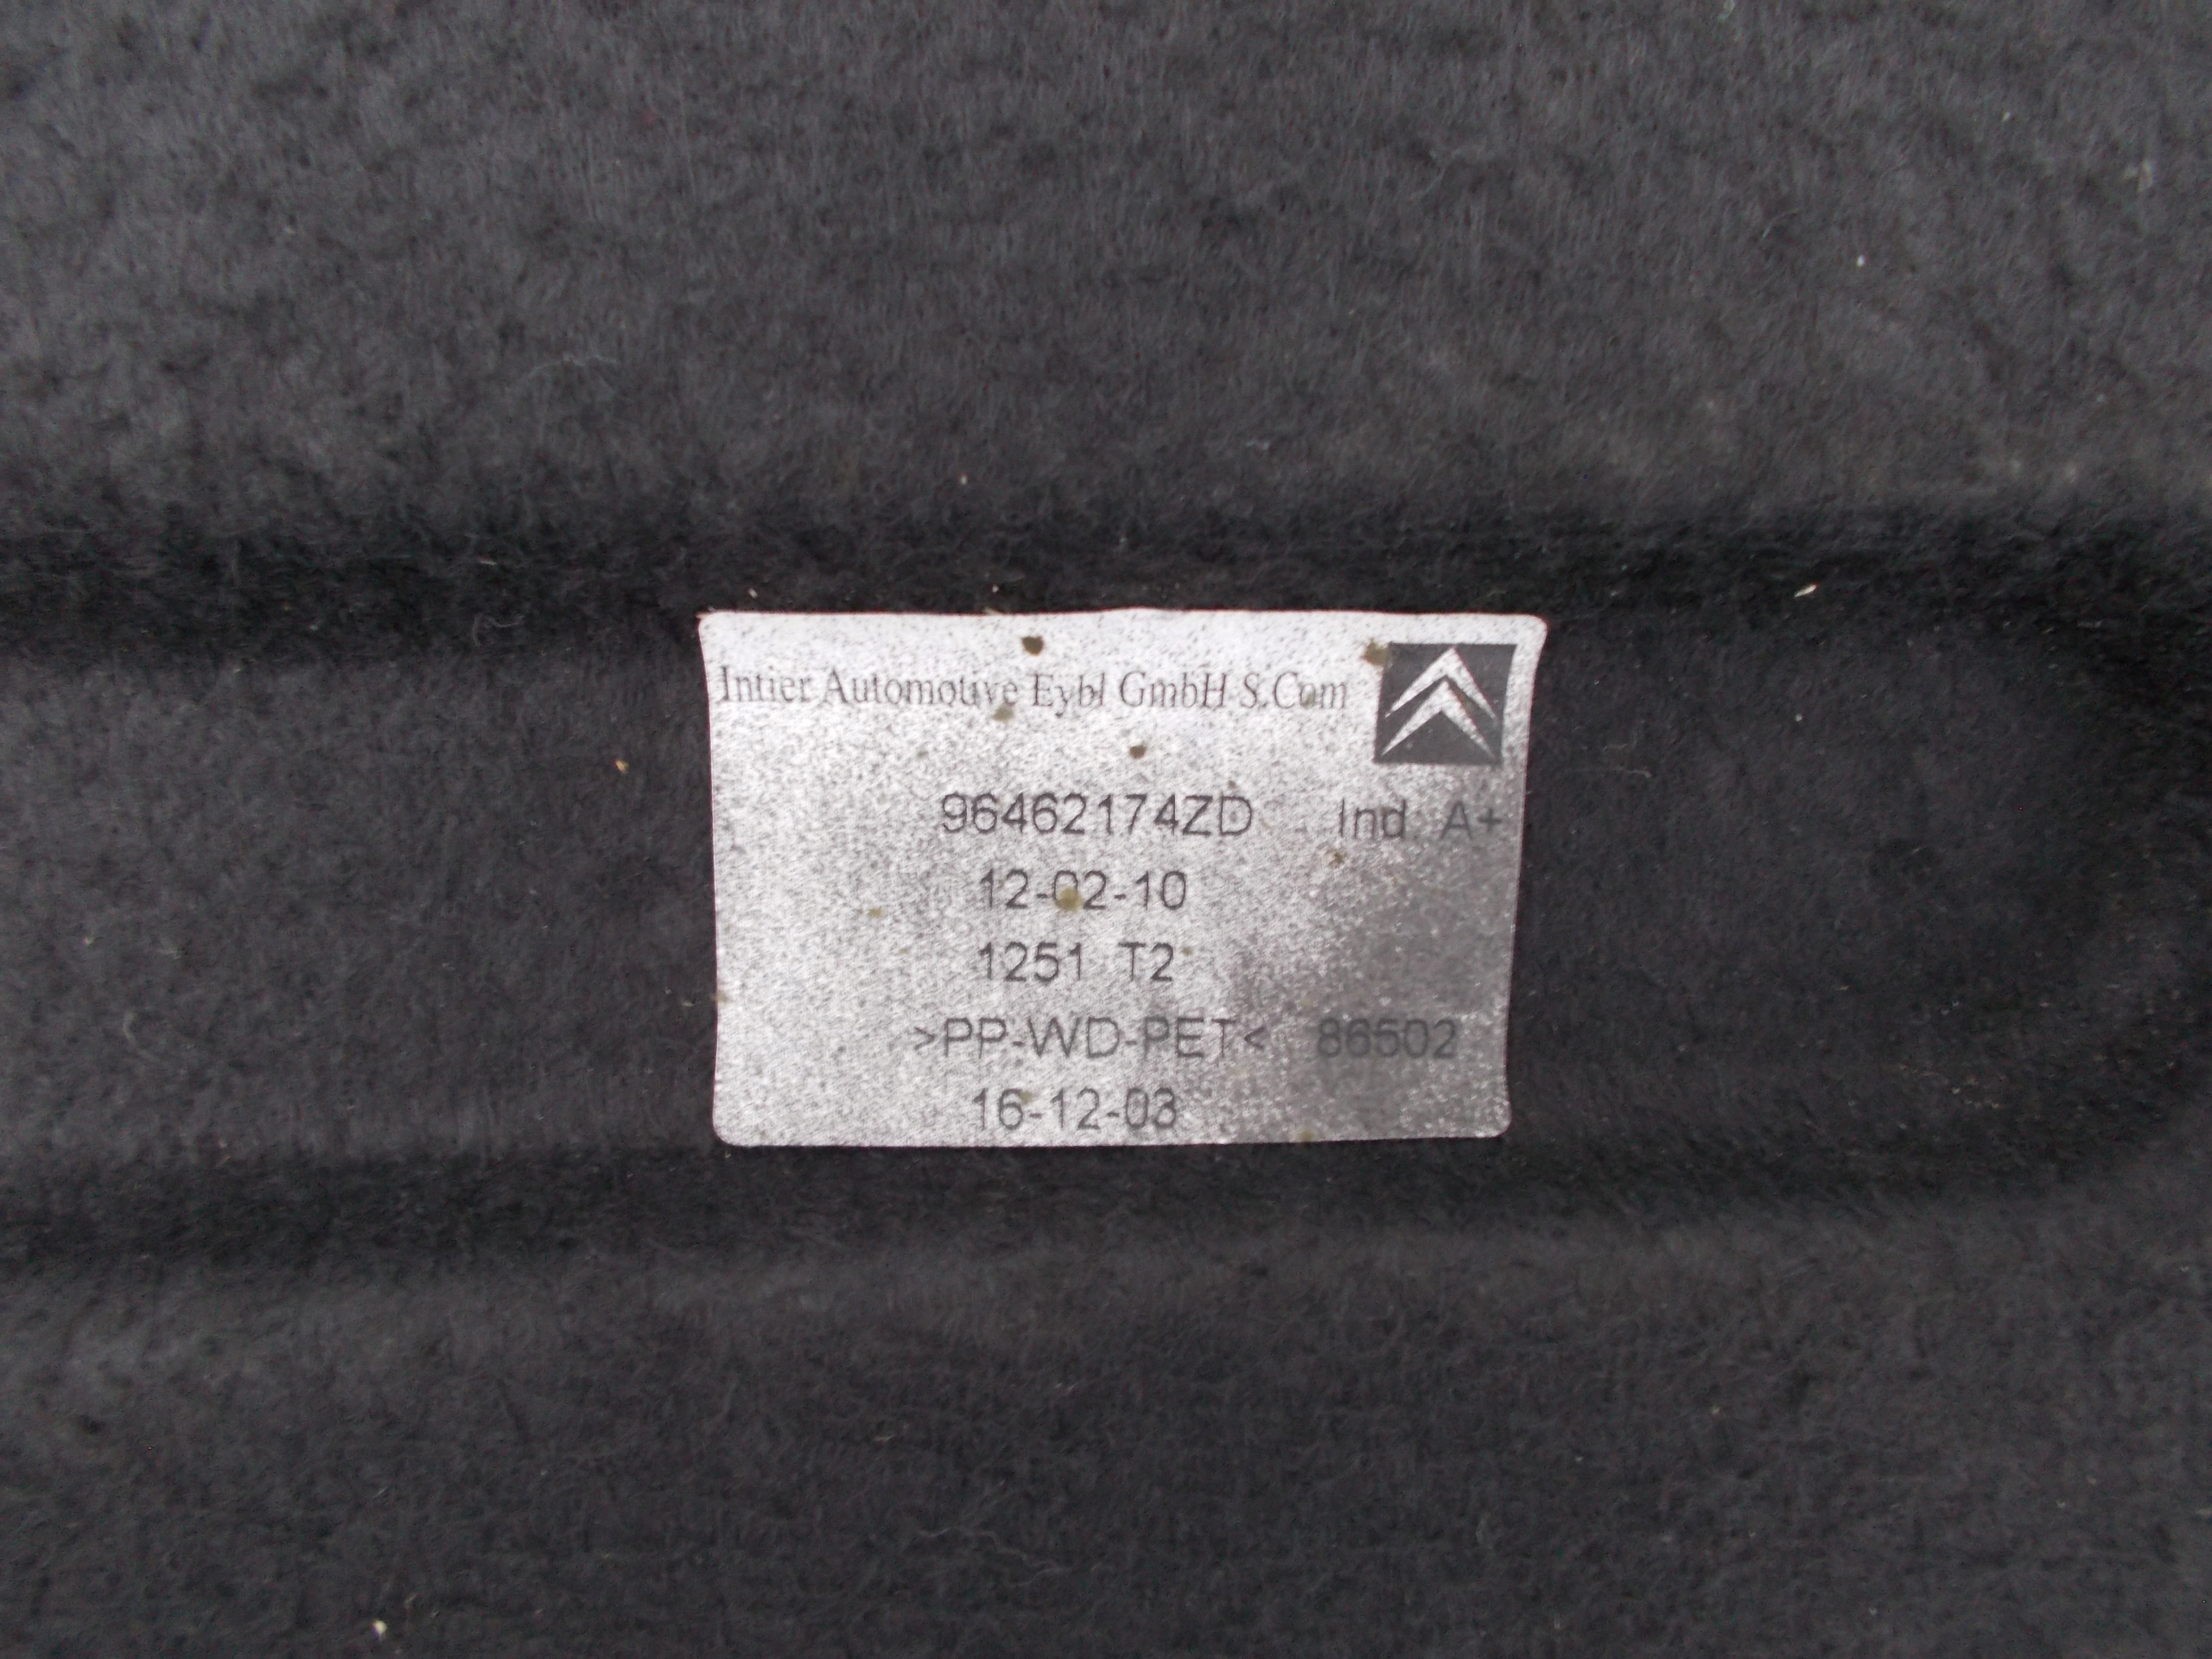 Intier Automotive Eybl GmbH S.Com
96462174ZD Ind. A+
12-02-10
1251 T2
>PP-WD-PET< 86502
16-12-03